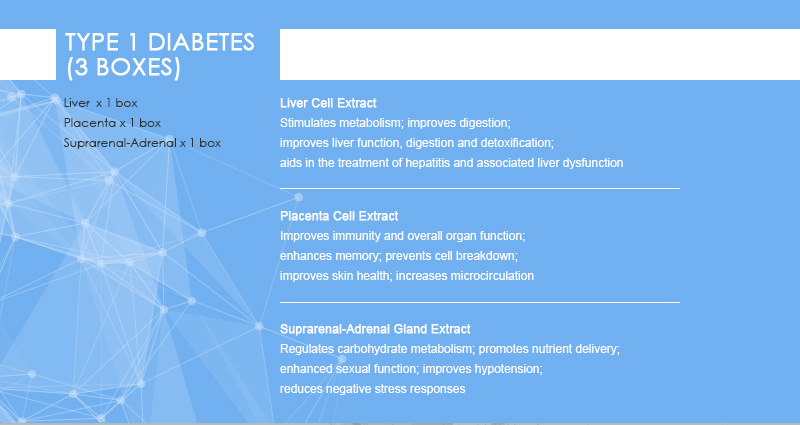 TYPE 1 DIABETES
(3 BOXES)
Liver x 1 box
Placenta x 1 box
Suprarenal-Adrenal x 1 box
Liver Cell Extract
Stimulates metabolism; improves digestion;
improves liver function, digestion and detoxification;
aids in the treatment of hepatitis and associated liver dysfunction
Placenta Cell Extract
Improves immunity and overall organ function;
enhances memory; prevents cell breakdown;
improves skin health; increases microcirculation
Suprarenal-Adrenal Gland Extract
Regulates carbohydrate metabolism; promotes nutrient delivery;
enhanced sexual function; improves hypotension;
reduces negative stress responses